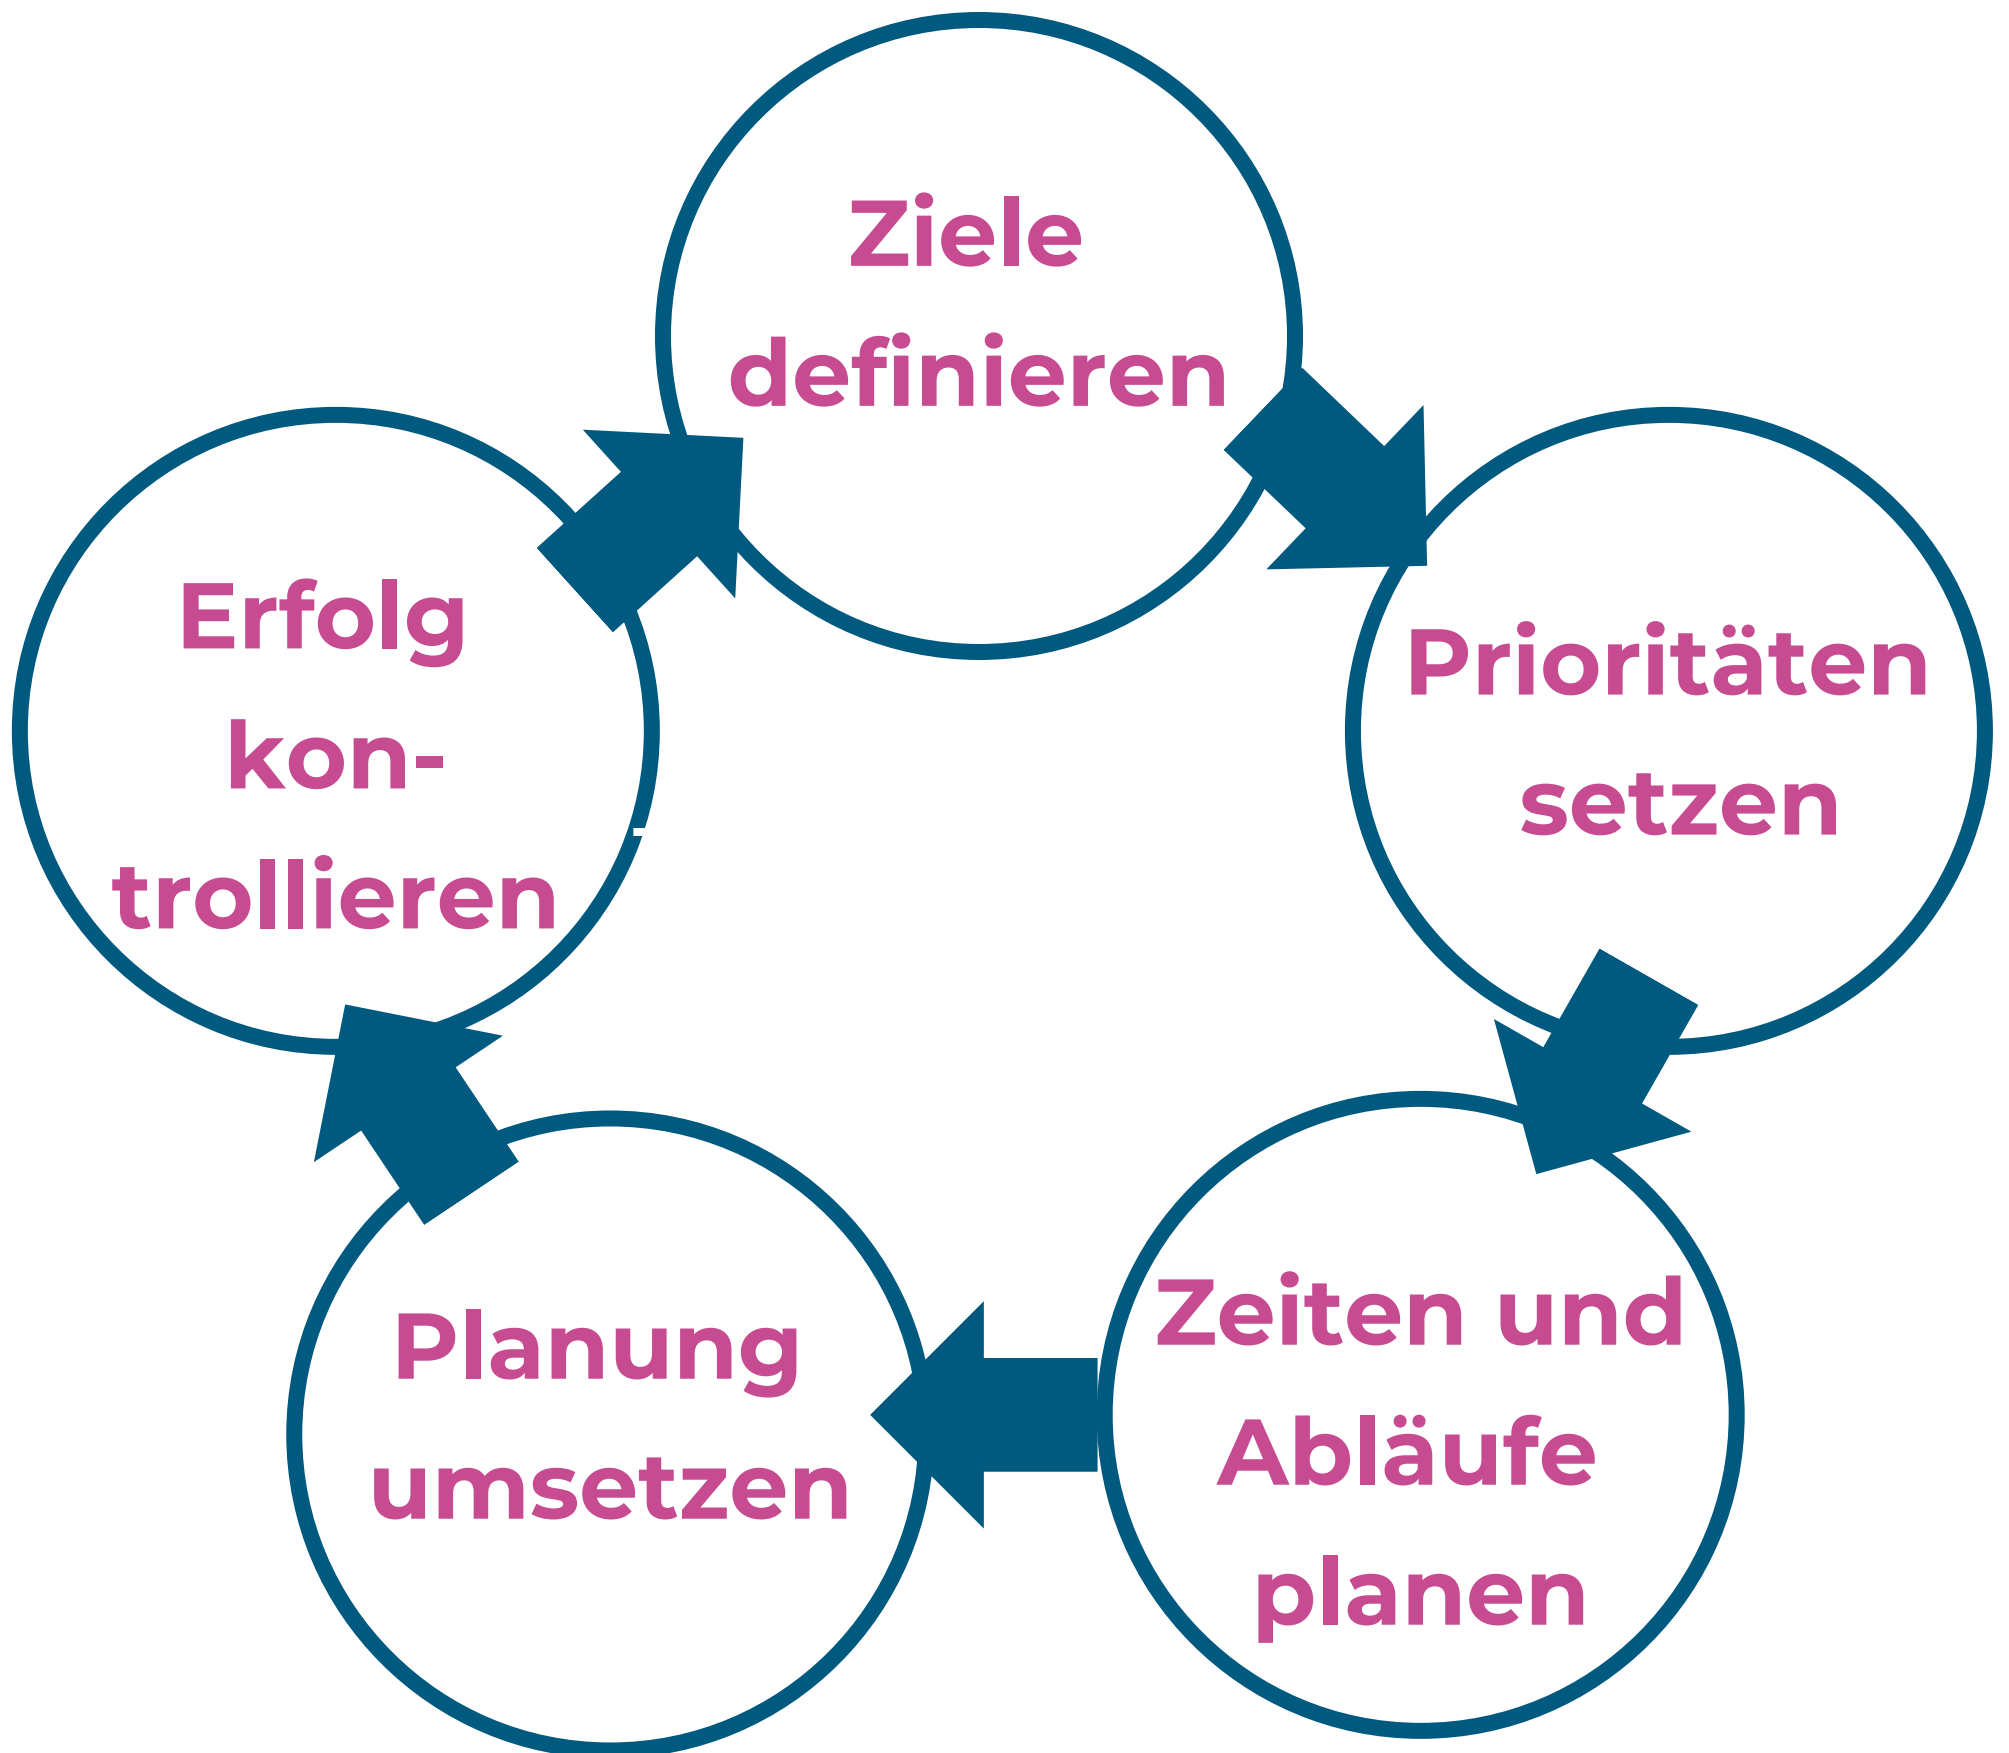 Ziele
definieren
Prioritäten
setzen
Zeiten und
Abläufe
planen
Planung
umsetzen
Erfolg
kon-
trollieren